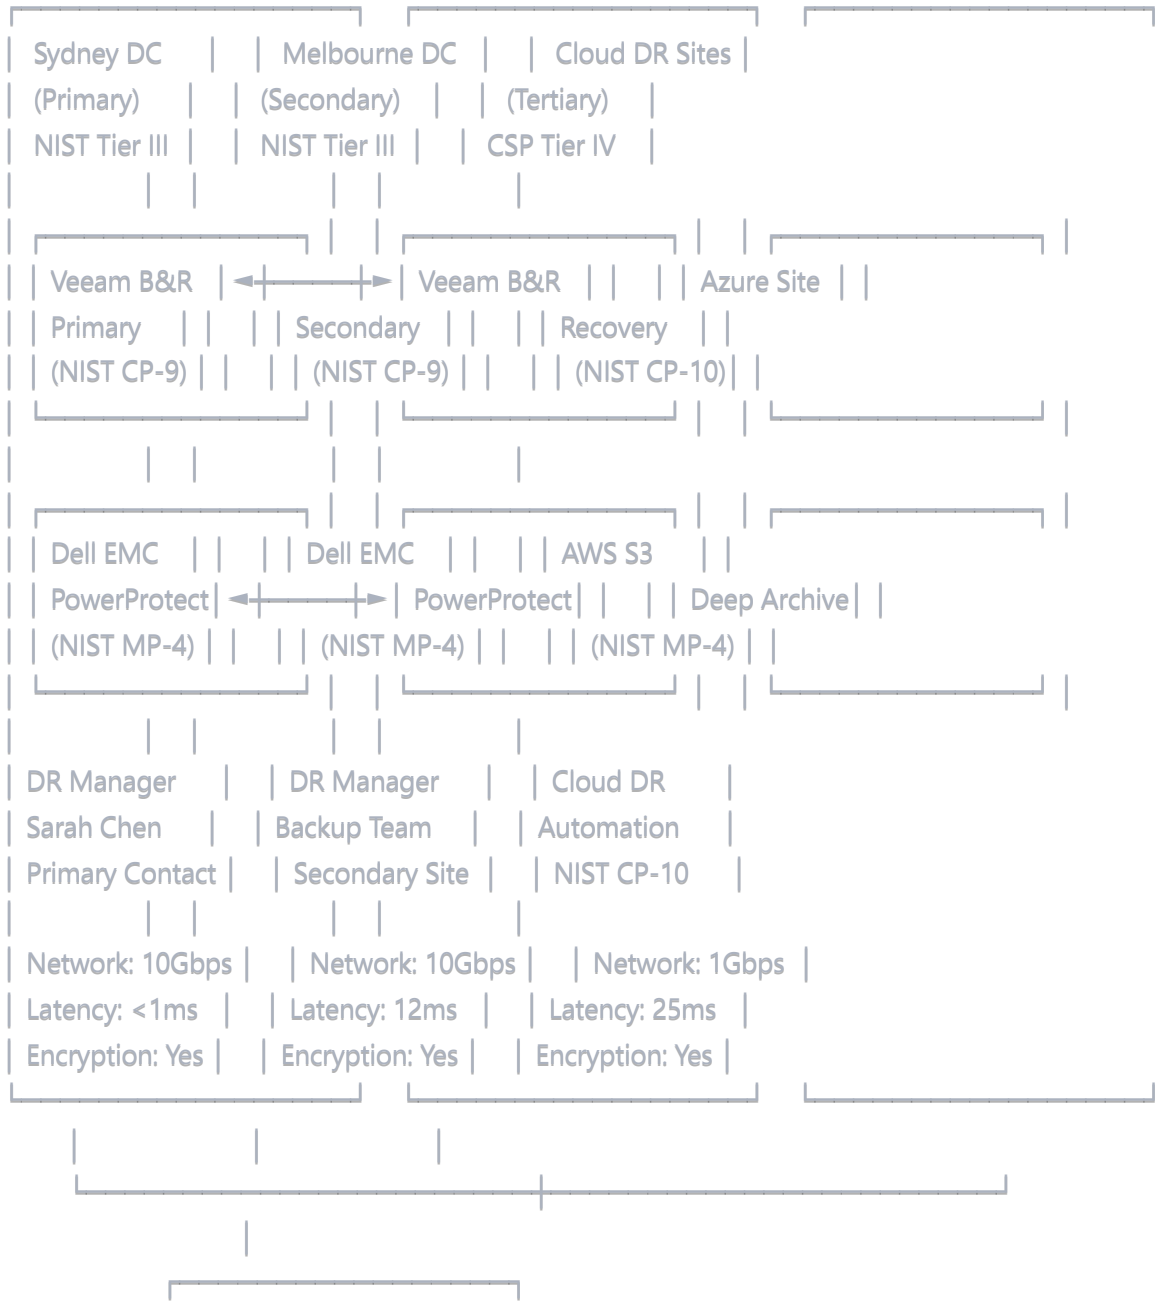 Sydney DC Melbourne DC Cloud DR Sites
(Primary) (Secondary) (Tertiary)
NIST Tier III NIST Tier III CSP Tier IV
Veeam B&R Veeam B&R Azure Site
Primary Secondary Recovery
(NIST CP-9) (NIST CP-9) (NIST CP-10)
Dell EMC Dell EMC AWS S3
PowerProtect PowerProtect Deep Archive
(NIST MP-4) (NIST MP-4) (NIST MP-4)
DR Manager DR Manager Cloud DR
Sarah Chen Backup Team Automation
Primary Contact Secondary Site NIST CP-10
Network: 10Gbps Network: 10Gbps Network: 1Gbps
Latency: <1ms Latency: 12ms Latency: 25ms
Encryption: Yes Encryption: Yes Encryption: Yes